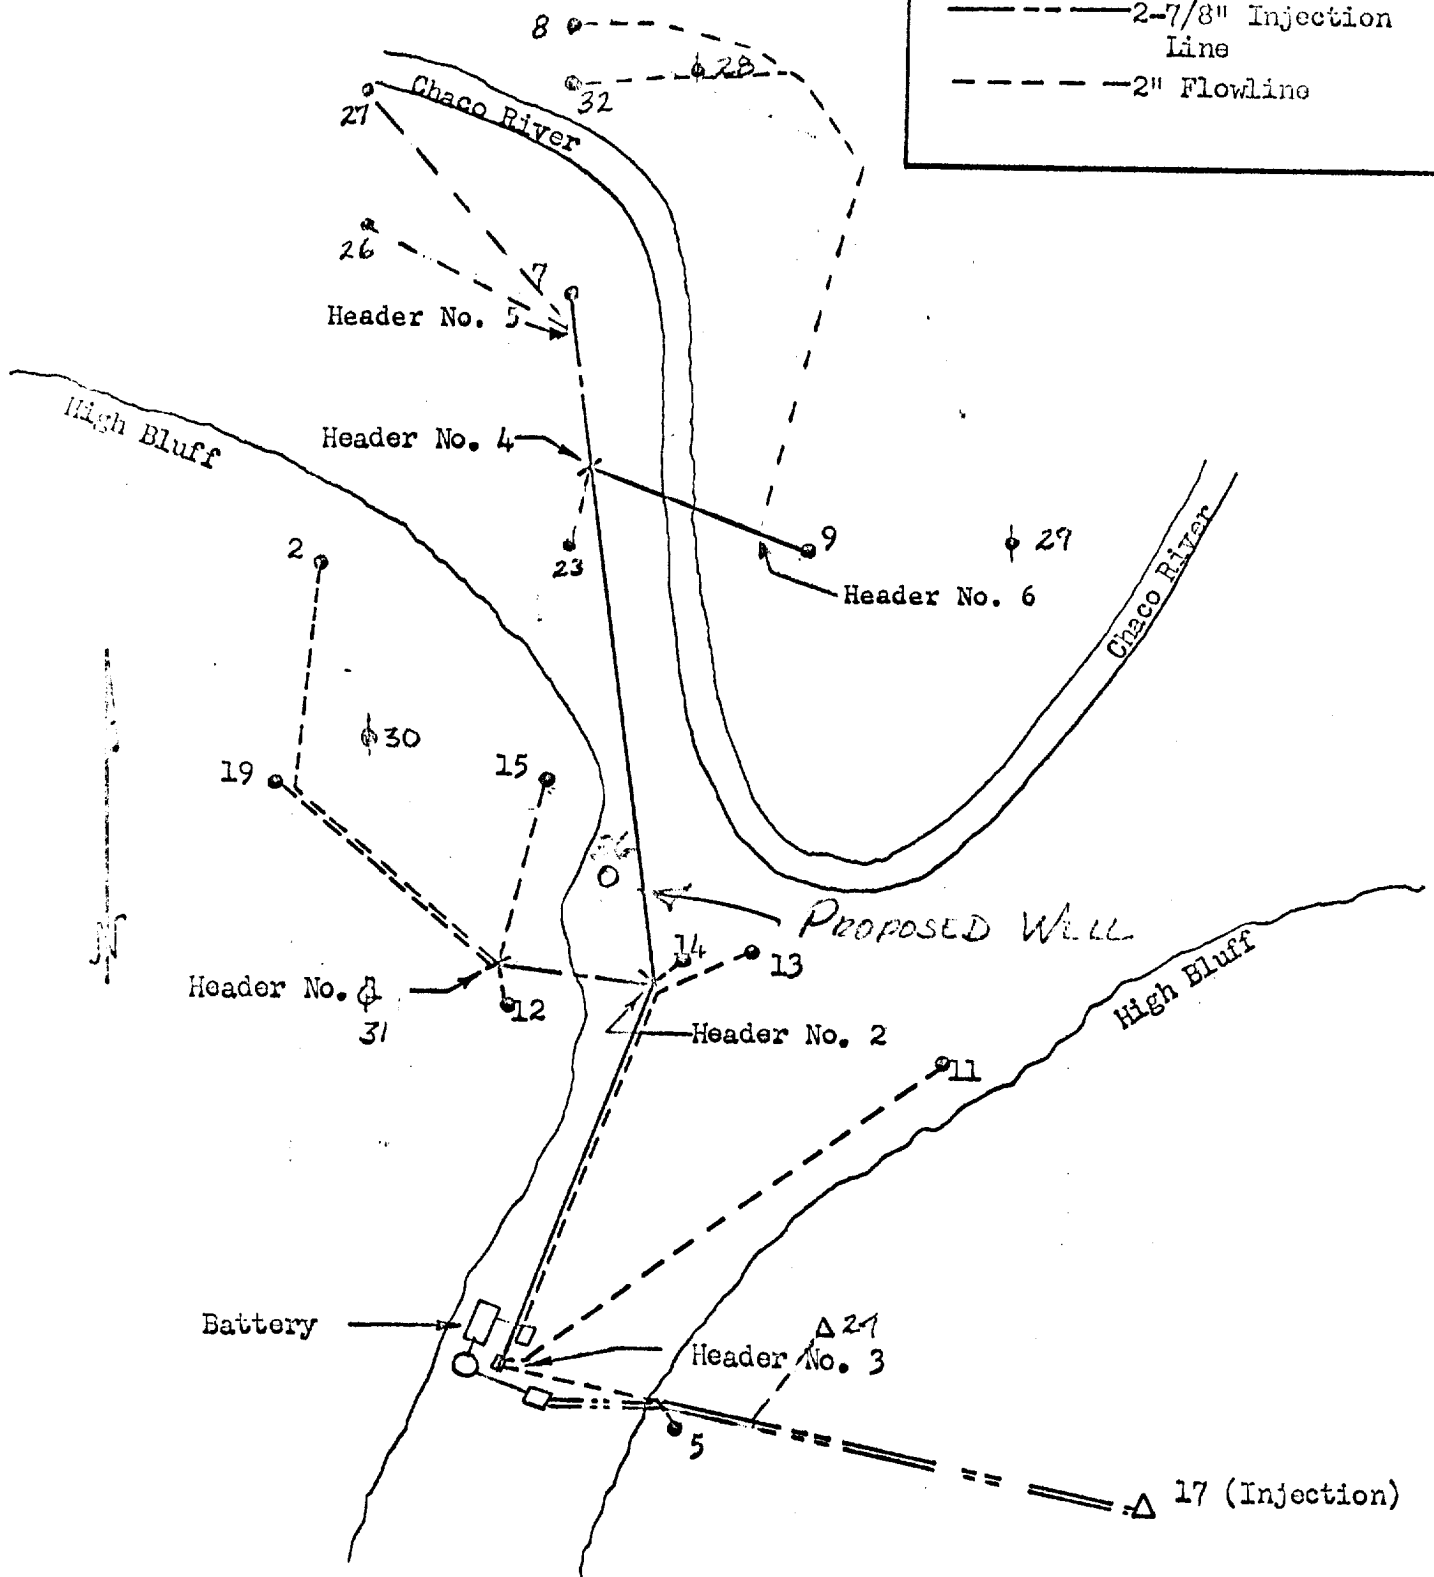 2-7/8" Injection
Line
2" Flowline
8
28
32
27
Chaco River
26
7
Header No. 5
High Bluff
Header No. 4
2
23
9
29
Header No. 6
Chaco River
30
19
15
PROPOSED WELL
14
13
N
Header No. 1
31
12
Header No. 2
High Bluff
11
Battery
Header No. 3
5
17 (Injection)